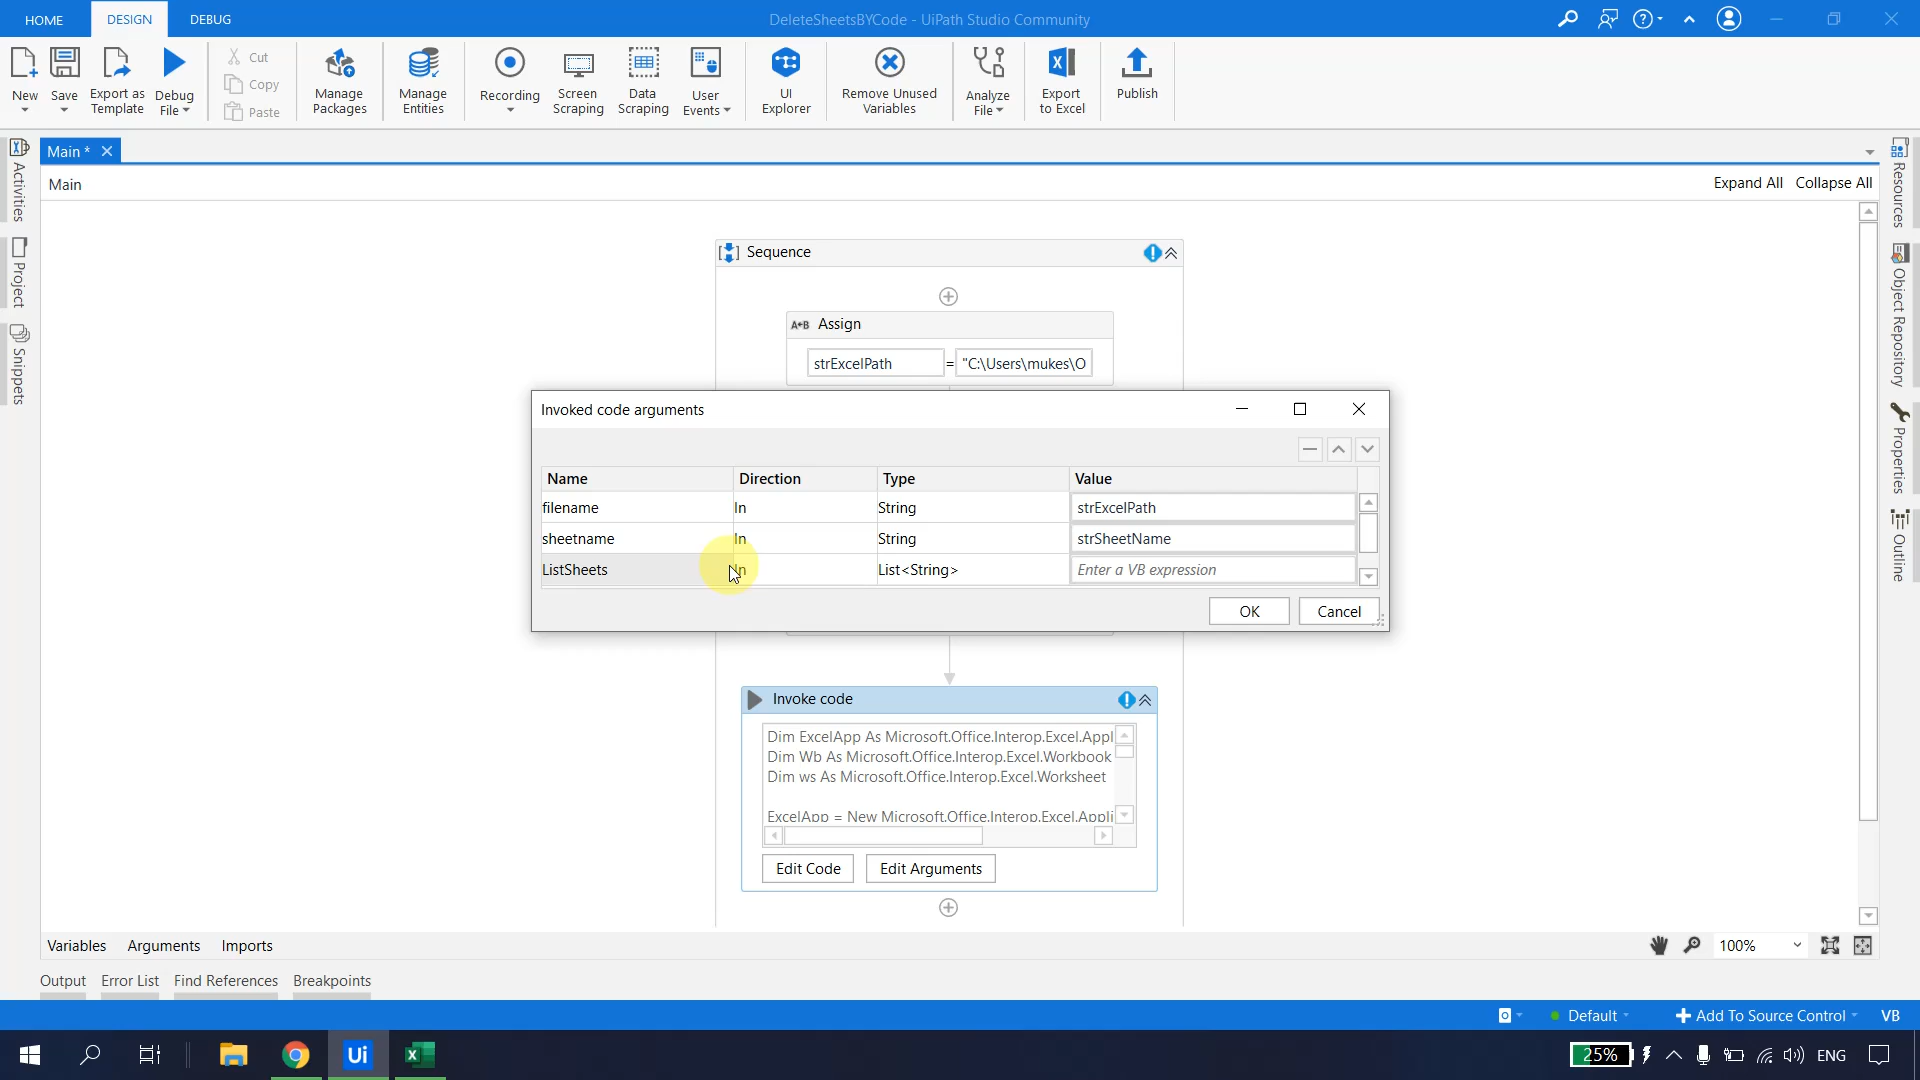 HOME
DESIGN
DEBUG
DeleteSheetsBYCode - UiPath Studio Community
New
Save
Export as Template
Debug File
Cut
Copy
Paste
Manage Packages
Manage Entities
Recording
Screen Scraping
Data Scraping
User Events
UI Explorer
Remove Unused Variables
Analyze File
Export to Excel
Publish
Activities
Project
Snippets
Main *
Main
Expand All Collapse All
Resources
Object Repository
Properties
Outline
Sequence
A+B Assign
strExcelPath = "C:\Users\mukes\O
Invoked code arguments
Name Direction Type Value
filename In String strExcelPath
sheetname In String strSheetName
ListSheets In List<String> Enter a VB expression
OK Cancel
Invoke code
Dim ExcelApp As Microsoft.Office.Interop.Excel.Appl
Dim Wb As Microsoft.Office.Interop.Excel.Workbook
Dim ws As Microsoft.Office.Interop.Excel.Worksheet
ExcelApp = New Microsoft.Office.Interop.Excel.Appli
Edit Code Edit Arguments
Variables Arguments Imports
100%
Output Error List Find References Breakpoints
Default
Add To Source Control
VB
Ui
25%
ENG